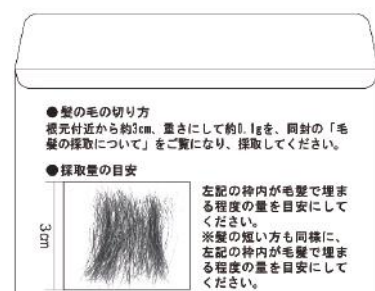 ●髪の毛の切り方
根元付近から約3cm、重さにして約0.1gを、同封の「毛
髪の採取について」をご覧になり、採取してください。
●採取量の目安
3cm
左記の枠内が毛髪で埋ま
る程度の量を目安にして
ください。
※髪の短い方も同様に、
左記の枠内が毛髪で埋ま
る程度の量を目安にして
ください。